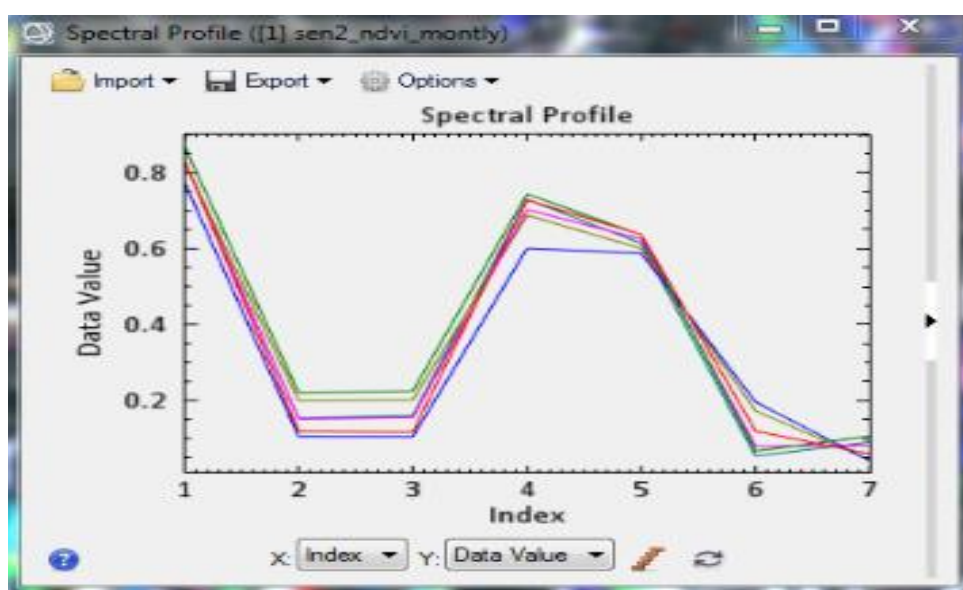 Spectral Profile ([1] sen2_ndvi_montly)
Import Export Options
Spectral Profile
Data Value
0.8
0.6
0.4
0.2
1 2 3 4 5 6 7
Index
? X: Index Y: Data Value